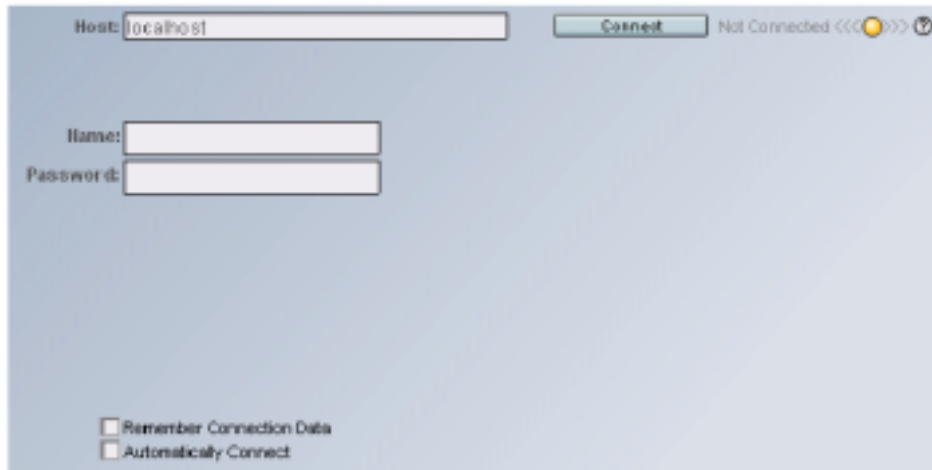 Host: localhost Connect Not Connected <<< >>> ?
Name:
Password:
Remember Connection Data
Automatically Connect